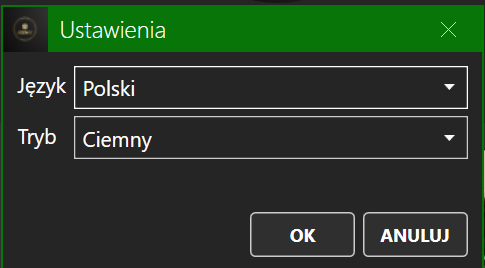 Ustawienia
Język Polski
Tryb Ciemny
OK ANULUJ